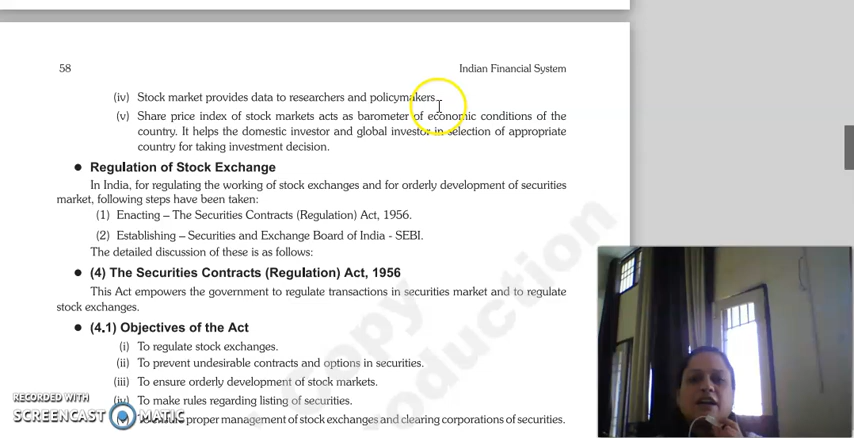 58 Indian Financial System
(iv) Stock market provides data to researchers and policymakers.
(v) Share price index of stock markets acts as barometer of economic conditions of the
country. It helps the domestic investor and global investor in selection of appropriate
country for taking investment decision.
• Regulation of Stock Exchange
In India, for regulating the working of stock exchanges and for orderly development of securities
market, following steps have been taken:
(1) Enacting – The Securities Contracts (Regulation) Act, 1956.
(2) Establishing – Securities and Exchange Board of India - SEBI.
The detailed discussion of these is as follows:
• (4) The Securities Contracts (Regulation) Act, 1956
This Act empowers the government to regulate transactions in securities market and to regulate
stock exchanges.
• (4.1) Objectives of the Act
(i) To regulate stock exchanges.
(ii) To prevent undesirable contracts and options in securities.
(iii) To ensure orderly development of stock markets.
(iv) To make rules regarding listing of securities.
(v) To ensure proper management of stock exchanges and clearing corporations of securities.
RECORDED WITH
SCREENCAST MATIC
Copy
oduction